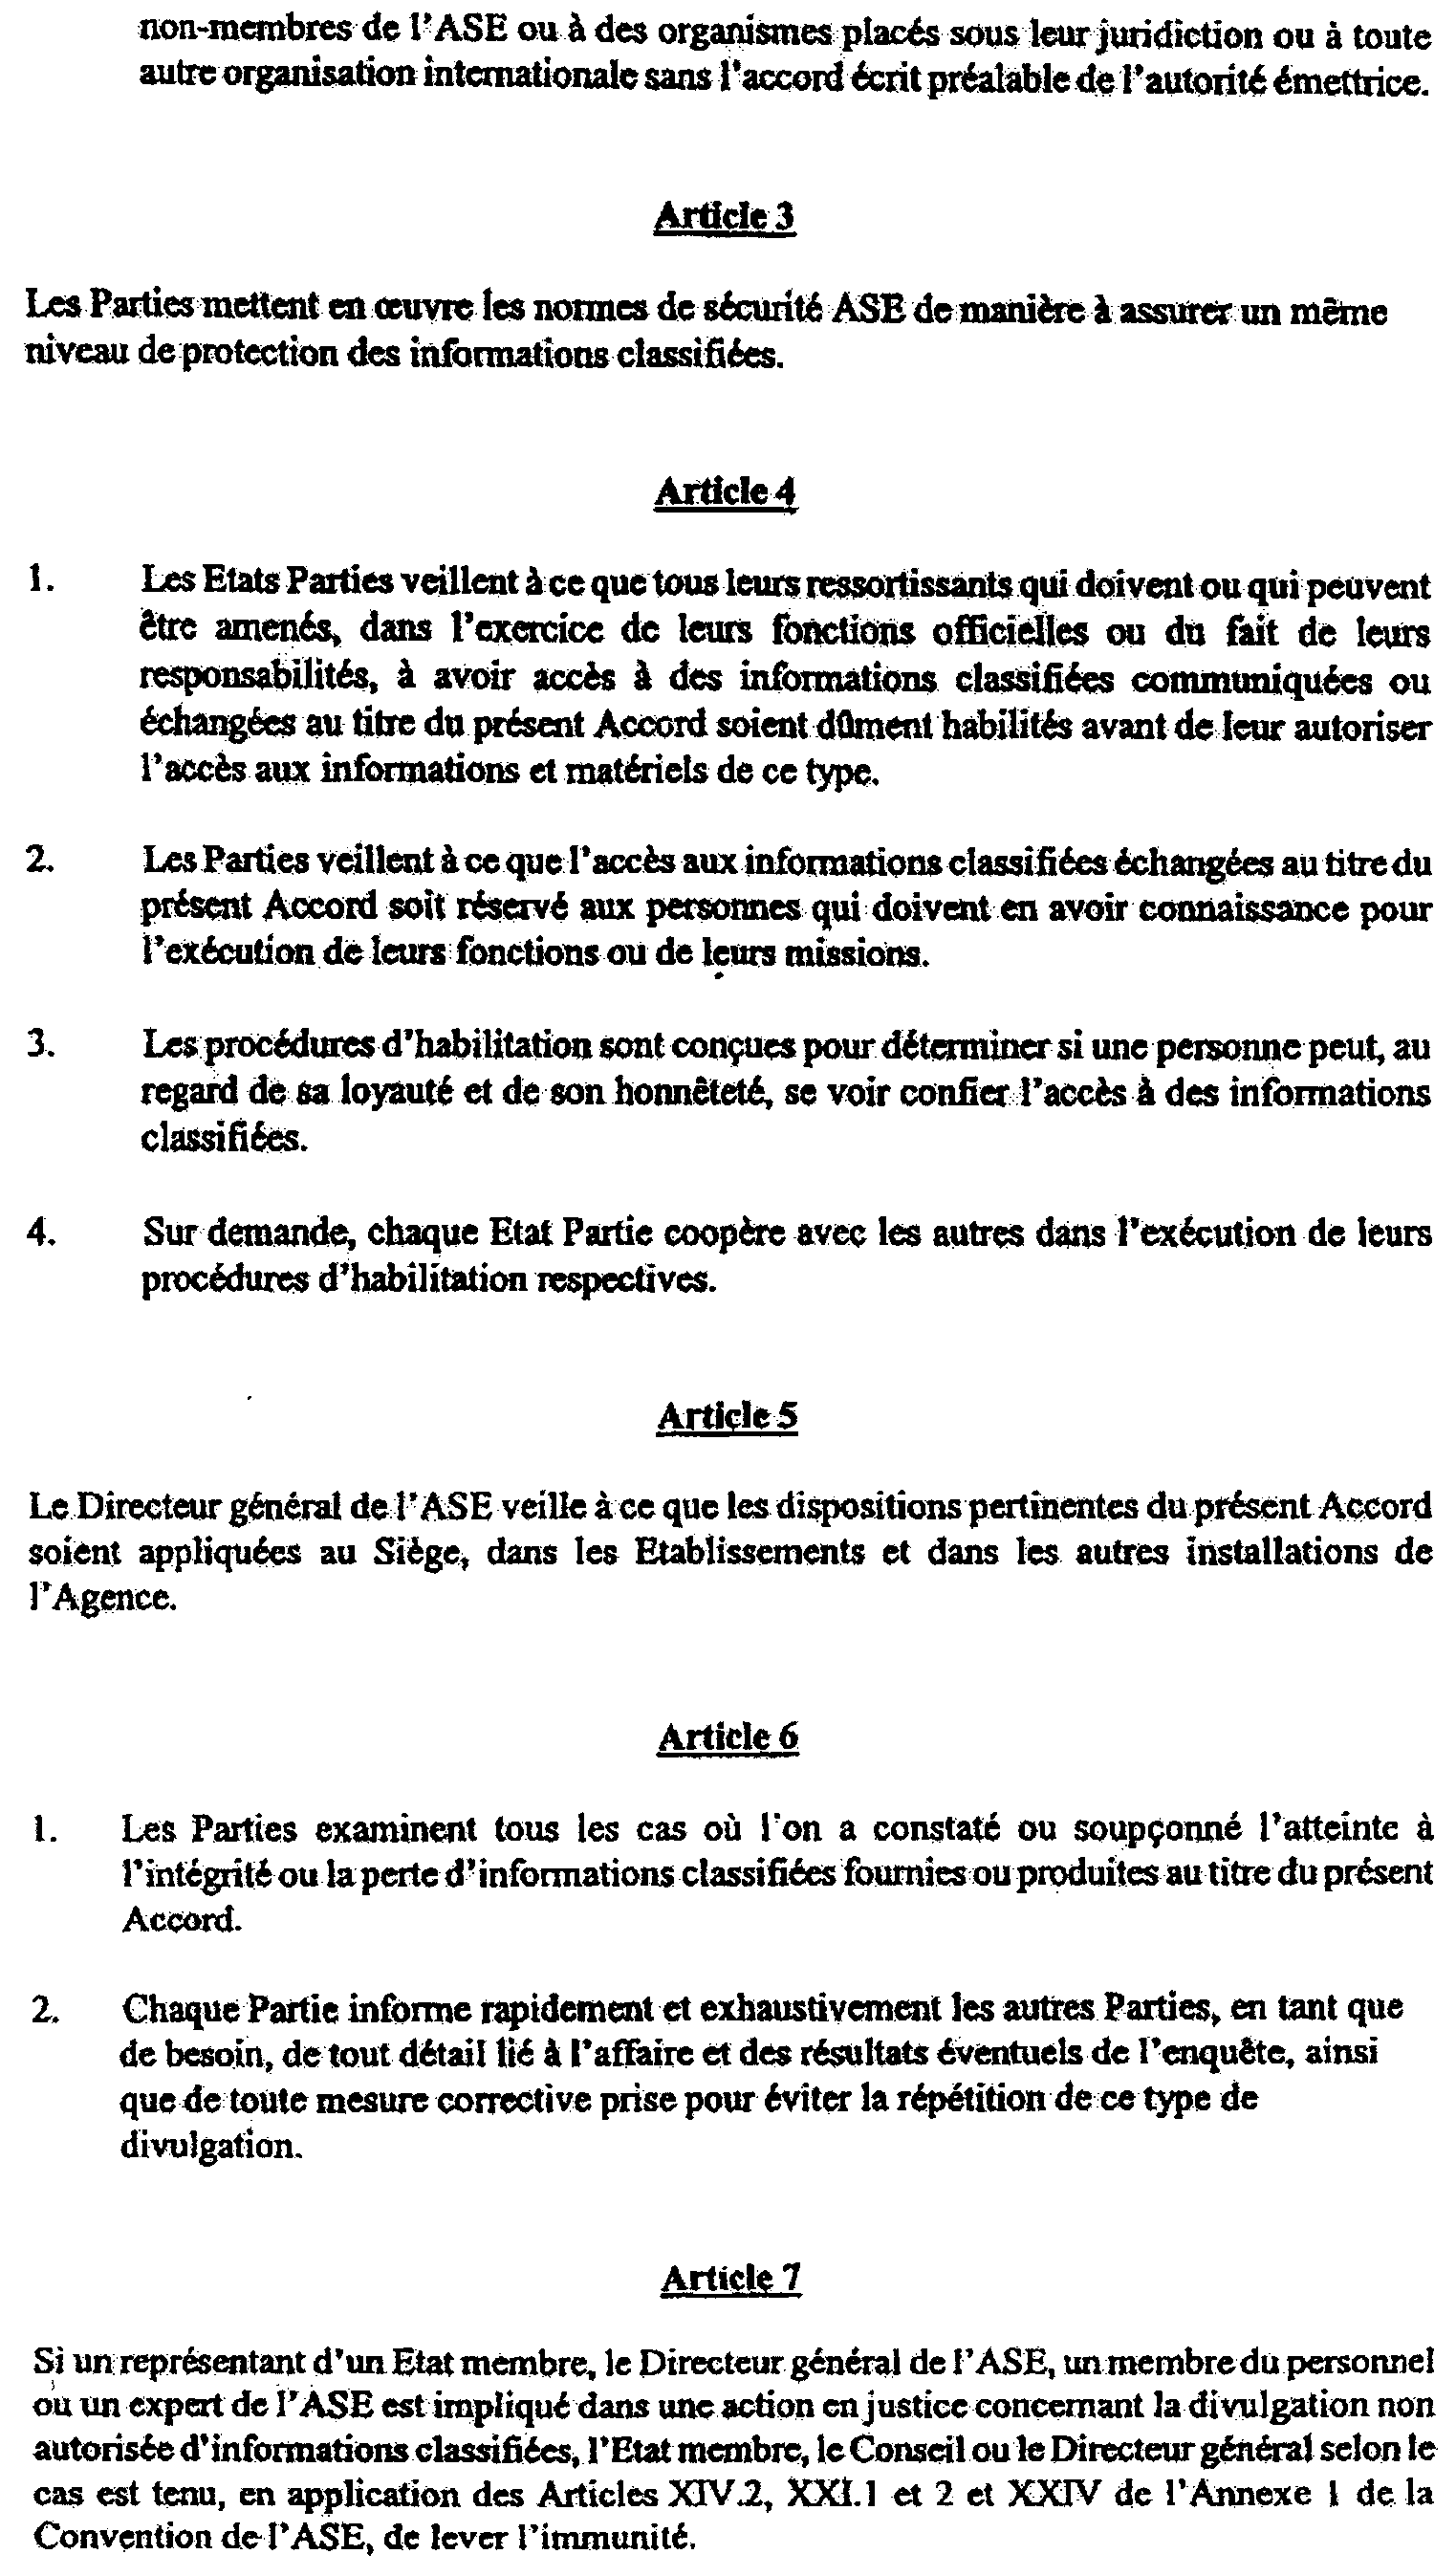 non-membres de l'ASE ou à des organismes placés sous leur juridiction ou à toute
autre organisation internationale sans l'accord écrit préalable de l'autorité émettrice.
Article 3
Les Parties mettent en œuvre les normes de sécurité ASE de manière à assurer un même
niveau de protection des informations classifiées.
Article 4
1. Les Etats Parties veillent à ce que tous leurs ressortissants qui doivent ou qui peuvent
être amenés, dans l'exercice de leurs fonctions officielles ou du fait de leurs
responsabilités, à avoir accès à des informations classifiées communiquées ou
échangées au titre du présent Accord soient dûment habilités avant de leur autoriser
l'accès aux informations et matériels de ce type.
2. Les Parties veillent à ce que l'accès aux informations classifiées échangées au titre du
présent Accord soit réservé aux personnes qui doivent en avoir connaissance pour
l'exécution de leurs fonctions ou de leurs missions.
3. Les procédures d'habilitation sont conçues pour déterminer si une personne peut, au
regard de sa loyauté et de son honnêteté, se voir confier l'accès à des informations
classifiées.
4. Sur demande, chaque Etat Partie coopère avec les autres dans l'exécution de leurs
procédures d'habilitation respectives.
Article 5
Le Directeur général de l'ASE veille à ce que les dispositions pertinentes du présent Accord
soient appliquées au Siège, dans les Etablissements et dans les autres installations de
l'Agence.
Article 6
1. Les Parties examinent tous les cas où l'on a constaté ou soupçonné l'atteinte à
l'intégrité ou la perte d'informations classifiées fournies ou produites au titre du présent
Accord.
2. Chaque Partie informe rapidement et exhaustivement les autres Parties, en tant que
de besoin, de tout détail lié à l'affaire et des résultats éventuels de l'enquête, ainsi
que de toute mesure corrective prise pour éviter la répétition de ce type de
divulgation.
Article 7
Si un représentant d'un Etat membre, le Directeur général de l'ASE, un membre du personnel
ou un expert de l'ASE est impliqué dans une action en justice concernant la divulgation non
autorisée d'informations classifiées, l'Etat membre, le Conseil ou le Directeur général selon le
cas est tenu, en application des Articles XIV.2, XXI.1 et 2 et XXIV de l'Annexe 1 de la
Convention de l'ASE, de lever l'immunité.